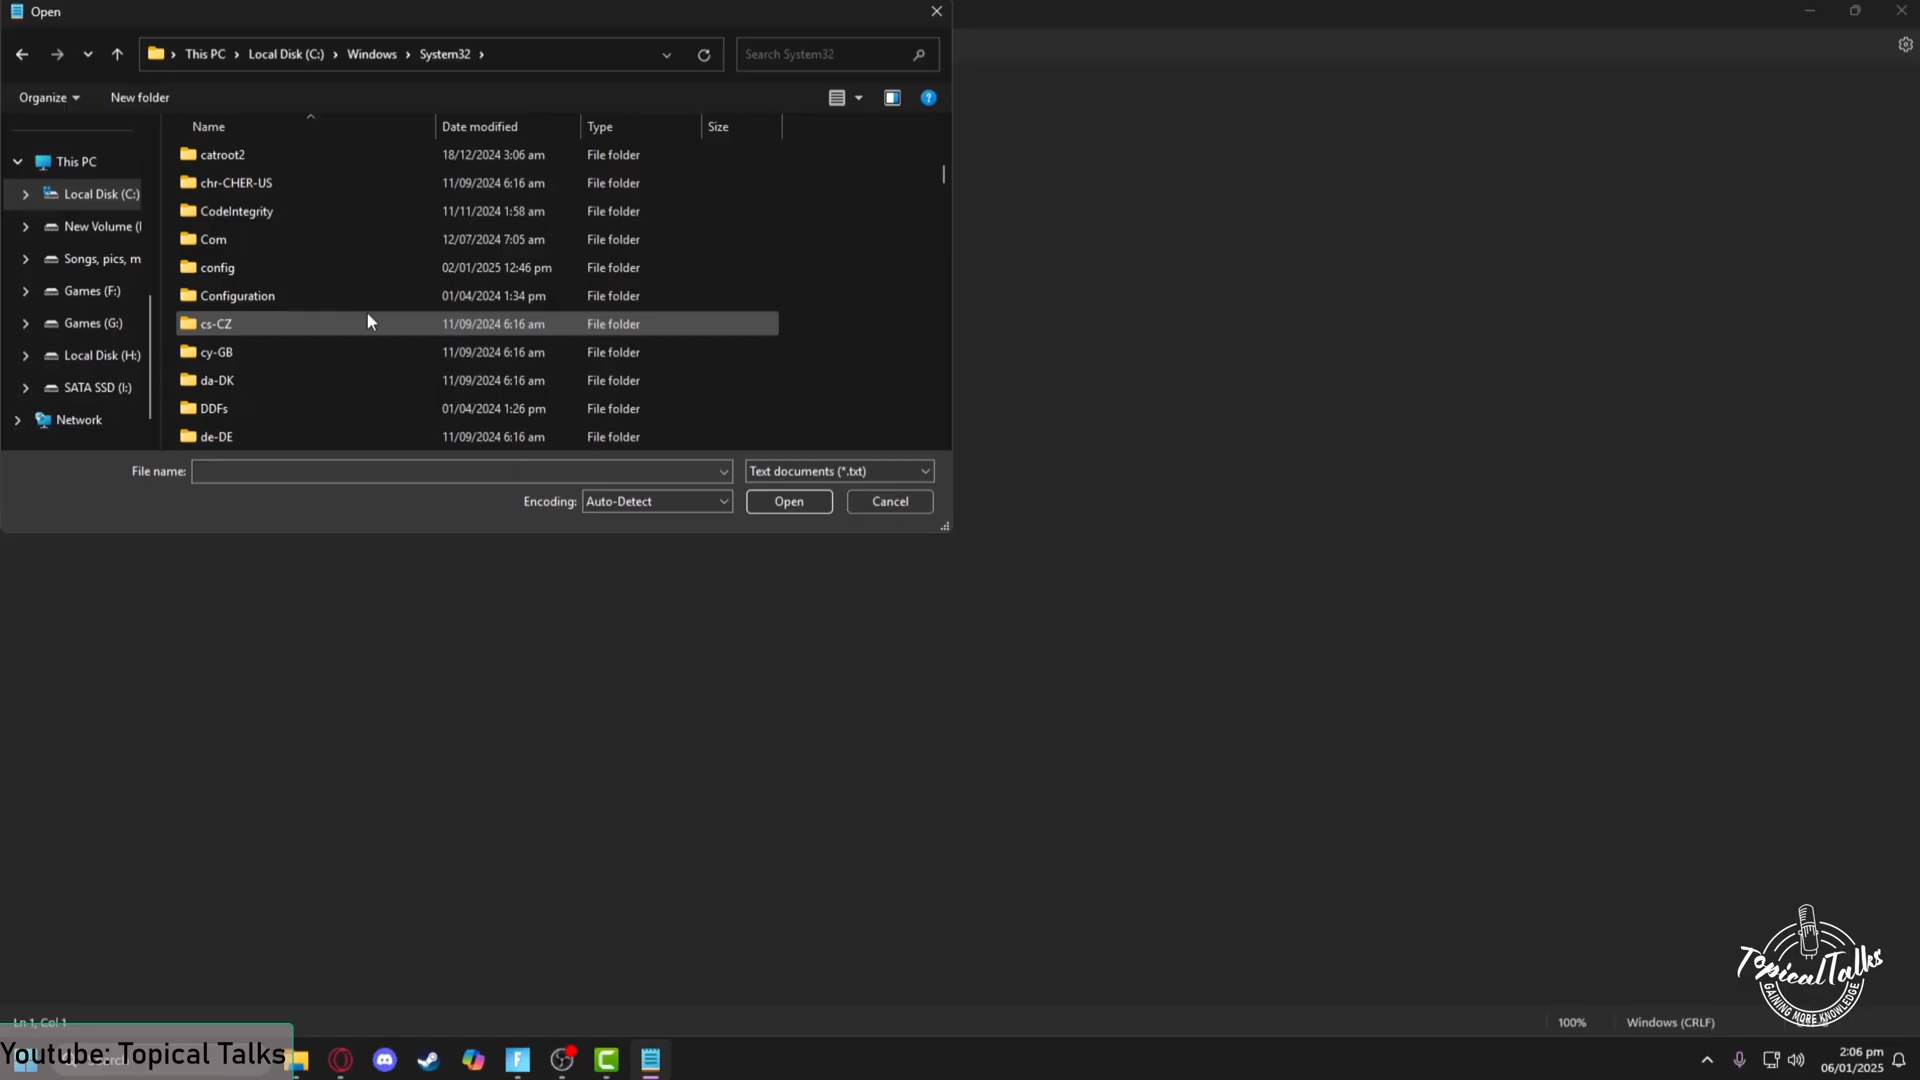 Open
This PC > Local Disk (C:) > Windows > System32 >
Search System32
Organize
New folder
Name
Date modified
Type
Size
catroot2 18/12/2024 3:06 am File folder
chr-CHER-US 11/09/2024 6:16 am File folder
CodeIntegrity 11/11/2024 1:58 am File folder
Com 12/07/2024 7:05 am File folder
config 02/01/2025 12:46 pm File folder
Configuration 01/04/2024 1:34 pm File folder
cs-CZ 11/09/2024 6:16 am File folder
cy-GB 11/09/2024 6:16 am File folder
da-DK 11/09/2024 6:16 am File folder
DDFs 01/04/2024 1:26 pm File folder
de-DE 11/09/2024 6:16 am File folder
This PC
Local Disk (C:)
New Volume (
Songs, pics, m
Games (F:)
Games (G:)
Local Disk (H:)
SATA SSD (I:)
Network
File name:
Text documents (*.txt)
Encoding:
Auto-Detect
Open
Cancel
Topical Talks
GAINING MORE KNOWLEDGE
Ln 1, Col 1
100%
Windows (CRLF)
Youtube: Topical Talks
2:06 pm
06/01/2025